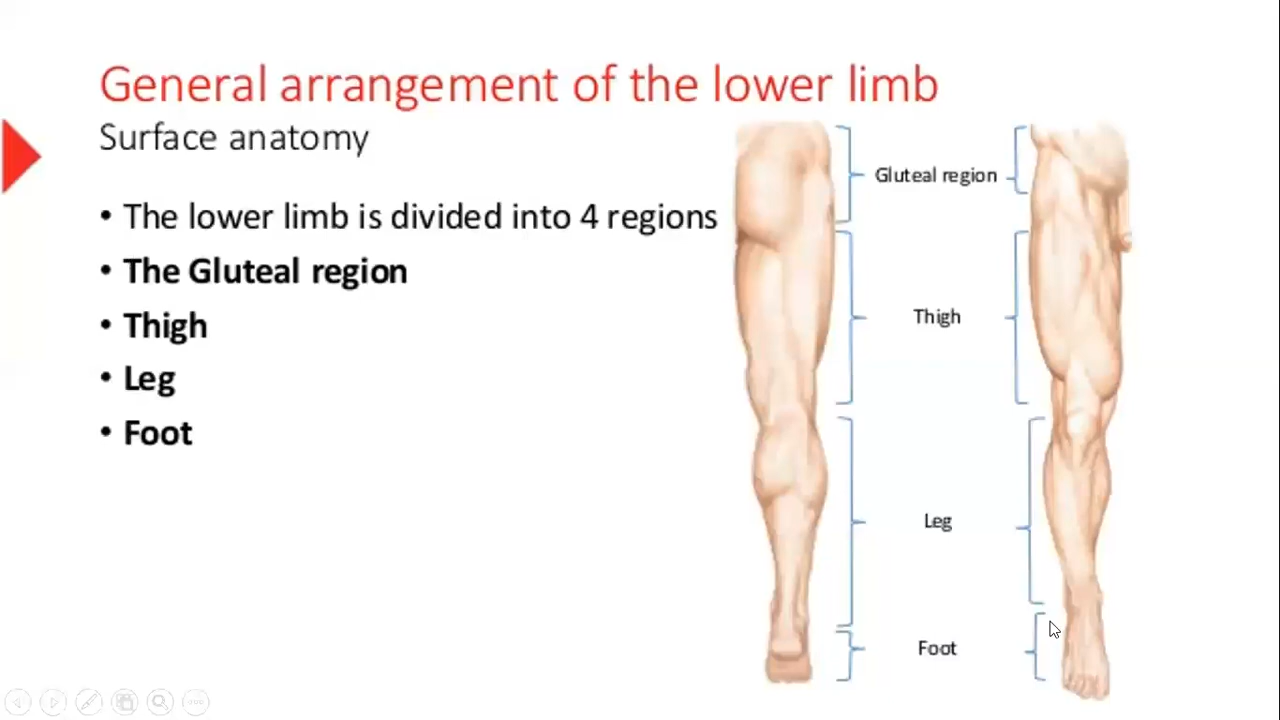 General arrangement of the lower limb
Surface anatomy
• The lower limb is divided into 4 regions
• The Gluteal region
• Thigh
• Leg
• Foot
Gluteal region
Thigh
Leg
Foot